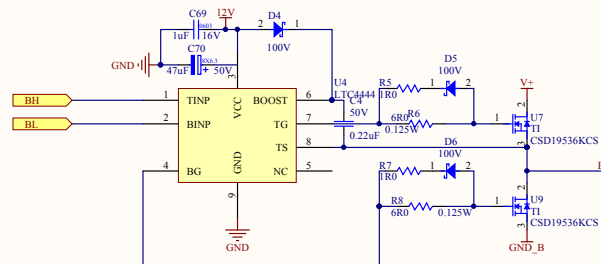 C69
12V
D4
0603
1uF
16V
2
1
100V
C70
GND
8X6.3
47uF
+
50V
3
U4
LTC4444
BH
1
TINP
VCC
BOOST
6
C4
50V
BL
2
BINP
TG
7
0.22uF
TS
8
4
BG
GND
NC
5
9
GND
R5
1R0
1
2
D5
100V
6R0
R6
0.125W
V+
2
1
U7
TI
CSD19536KCS
3
D6
100V
R7
1R0
1
2
R8
6R0
0.125W
2
1
U9
TI
CSD19536KCS
3
GND_B